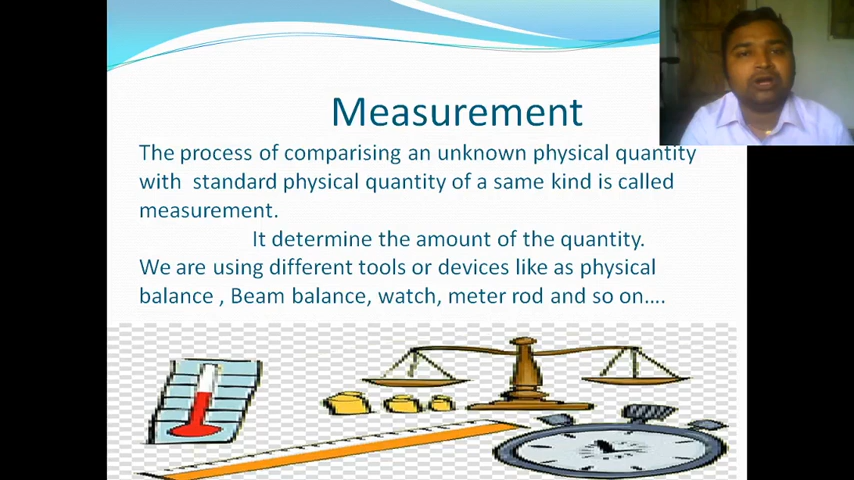 Measurement
The process of comparising an unknown physical quantity
with standard physical quantity of a same kind is called
measurement.
It determine the amount of the quantity.
We are using different tools or devices like as physical
balance , Beam balance, watch, meter rod and so on....